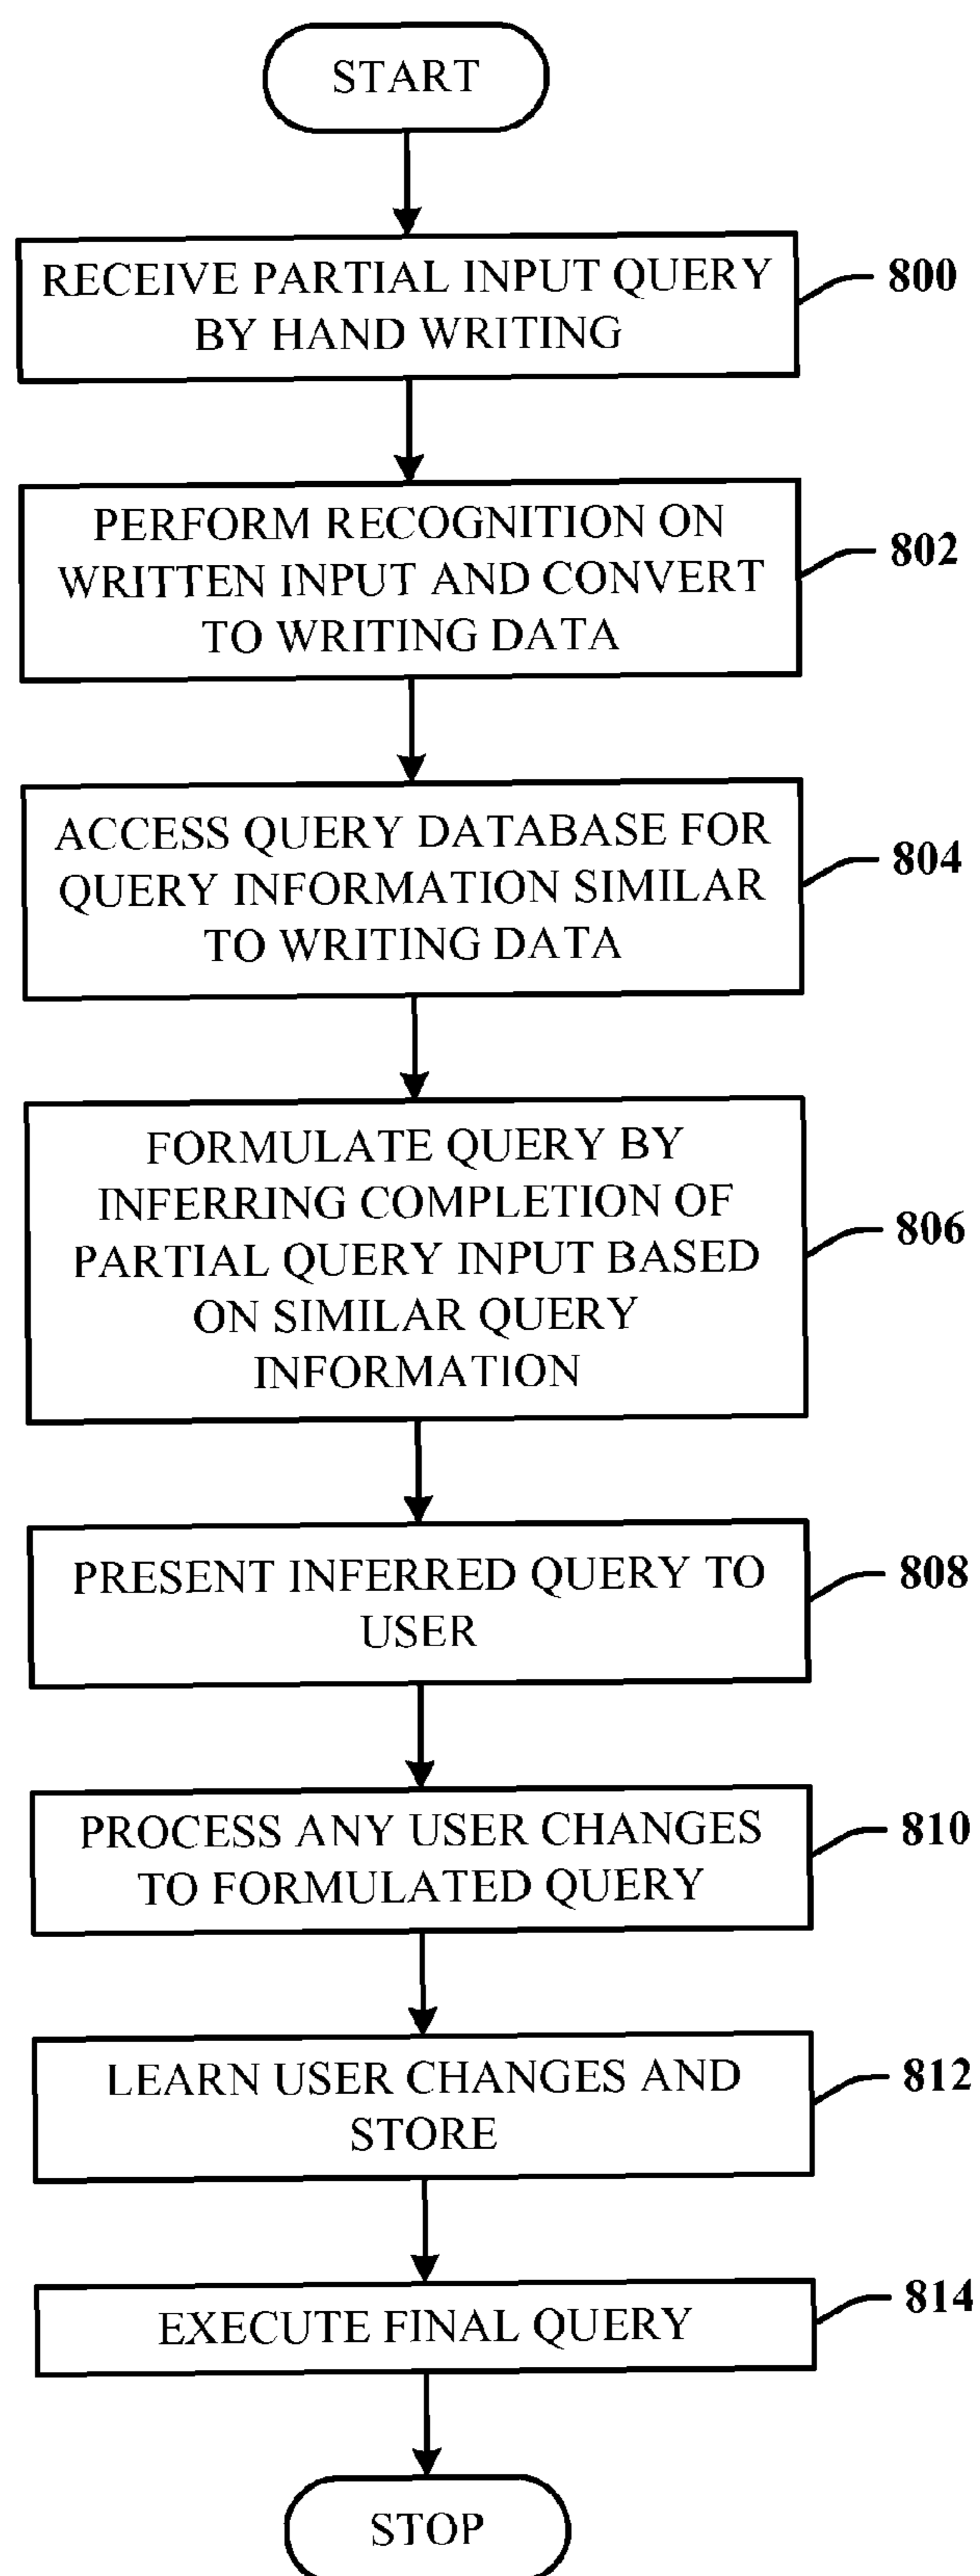 START
RECEIVE PARTIAL INPUT QUERY
BY HAND WRITING
800
PERFORM RECOGNITION ON
WRITTEN INPUT AND CONVERT
TO WRITING DATA
802
ACCESS QUERY DATABASE FOR
QUERY INFORMATION SIMILAR
TO WRITING DATA
804
FORMULATE QUERY BY
INFERRING COMPLETION OF
PARTIAL QUERY INPUT BASED
ON SIMILAR QUERY
INFORMATION
806
PRESENT INFERRED QUERY TO
USER
808
PROCESS ANY USER CHANGES
TO FORMULATED QUERY
810
LEARN USER CHANGES AND
STORE
812
EXECUTE FINAL QUERY
814
STOP